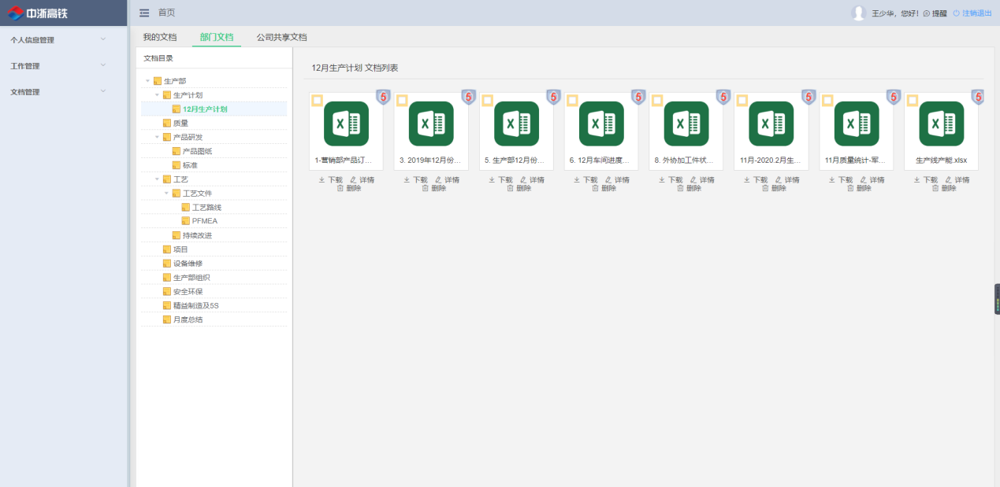 中浙高铁
首页
王少华，您好！ 提醒 注销退出
个人信息管理
工作管理
文档管理
我的文档 部门文档 公司共享文档
文档目录
生产部
生产计划
12月生产计划
质量
产品研发
产品图纸
标准
工艺
工艺文件
工艺路线
PFMEA
持续改进
项目
设备维修
生产部组织
安全环保
精益制造及5S
月度总结
12月生产计划 文档列表
5 5 5 5 5 5 5 5
1-营销部产品订... 3. 2019年12月份... 5. 生产部12月份... 6. 12月车间进度... 8. 外协加工件状... 11月-2020.2月生... 11月质量统计-军... 生产线产能.xlsx
下载 详情 下载 详情 下载 详情 下载 详情 下载 详情 下载 详情 下载 详情 下载 详情
删除 删除 删除 删除 删除 删除 删除 删除